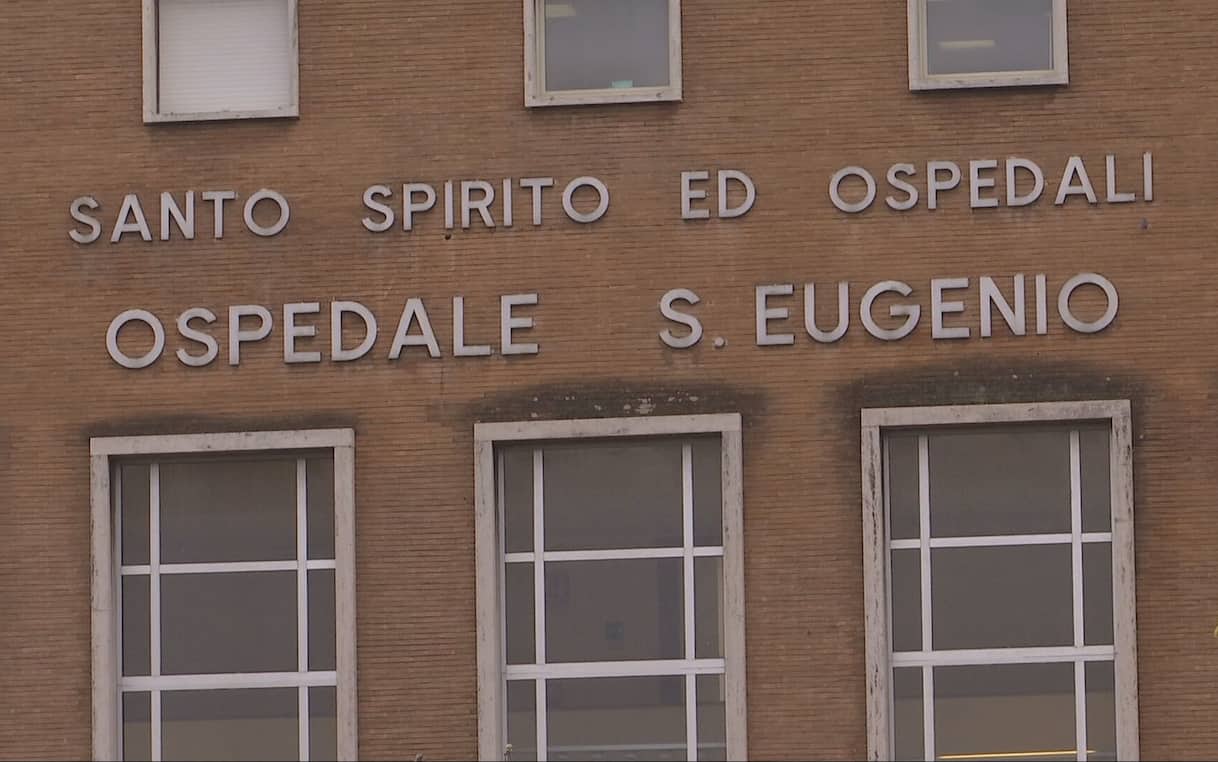 SANTO SPIRITO ED OSPEDALI
OSPEDALE S. EUGENIO